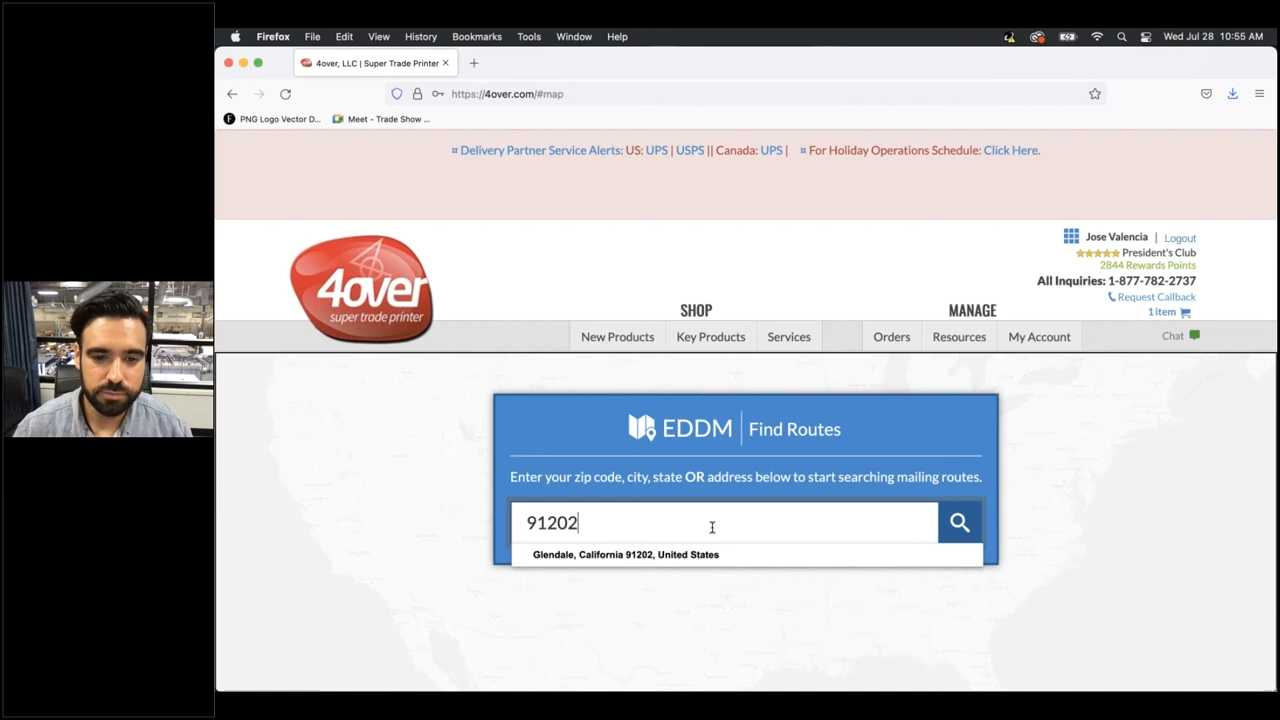 Firefox File Edit View History Bookmarks Tools Window Help Wed Jul 28 10:55 AM
4over, LLC | Super Trade Printer
https://4over.com/#map
PNG Logo Vector D... Meet - Trade Show ...
¤ Delivery Partner Service Alerts: US: UPS | USPS || Canada: UPS | ¤ For Holiday Operations Schedule: Click Here.
Jose Valencia | Logout
President's Club
2844 Rewards Points
All Inquiries: 1-877-782-2737
Request Callback
1 item
4over
super trade printer
SHOP MANAGE
New Products Key Products Services Orders Resources My Account Chat
EDDM | Find Routes
Enter your zip code, city, state OR address below to start searching mailing routes.
91202
Glendale, California 91202, United States